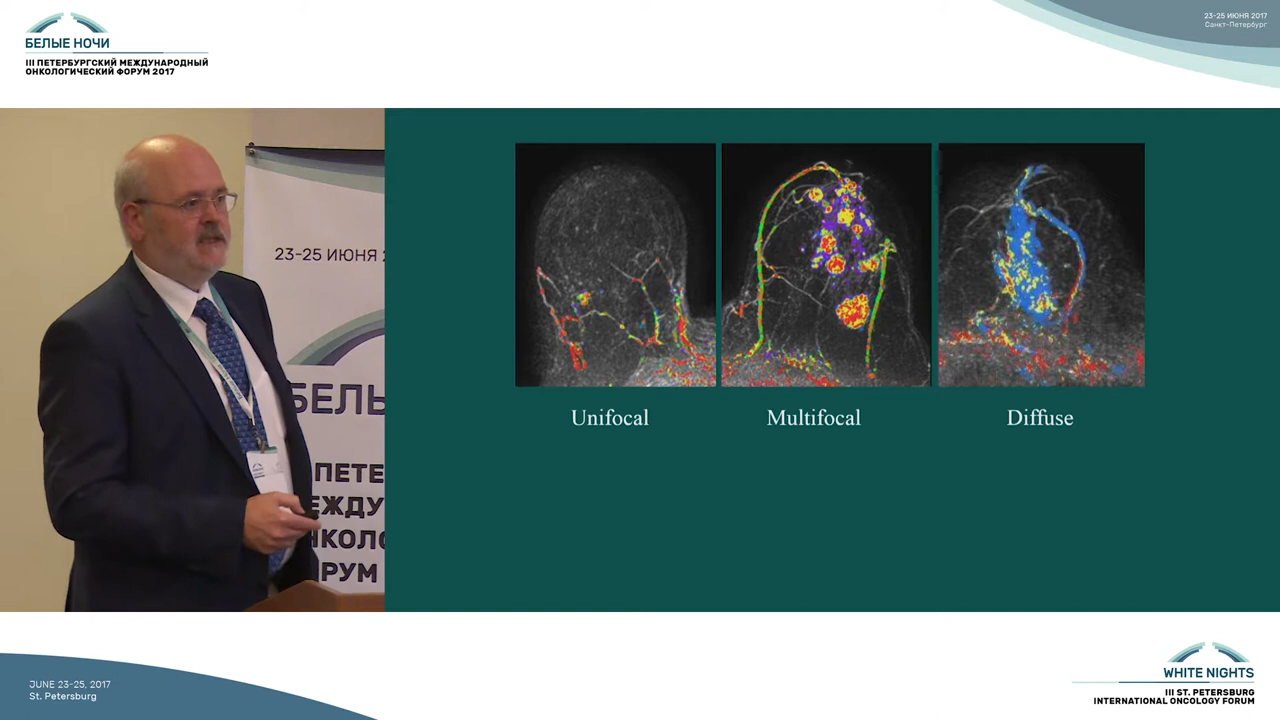 БЕЛЫЕ НОЧИ
III ПЕТЕРБУРГСКИЙ МЕЖДУНАРОДНЫЙ
ОНКОЛОГИЧЕСКИЙ ФОРУМ 2017
23-25 ИЮНЯ 2017
Санкт-Петербург
23-25 ИЮНЯ
БЕЛЫ
ПЕТЕ
ЕЖДУ
НКОЛО
РУМ
Unifocal
Multifocal
Diffuse
JUNE 23-25, 2017
St. Petersburg
WHITE NIGHTS
III ST. PETERSBURG
INTERNATIONAL ONCOLOGY FORUM